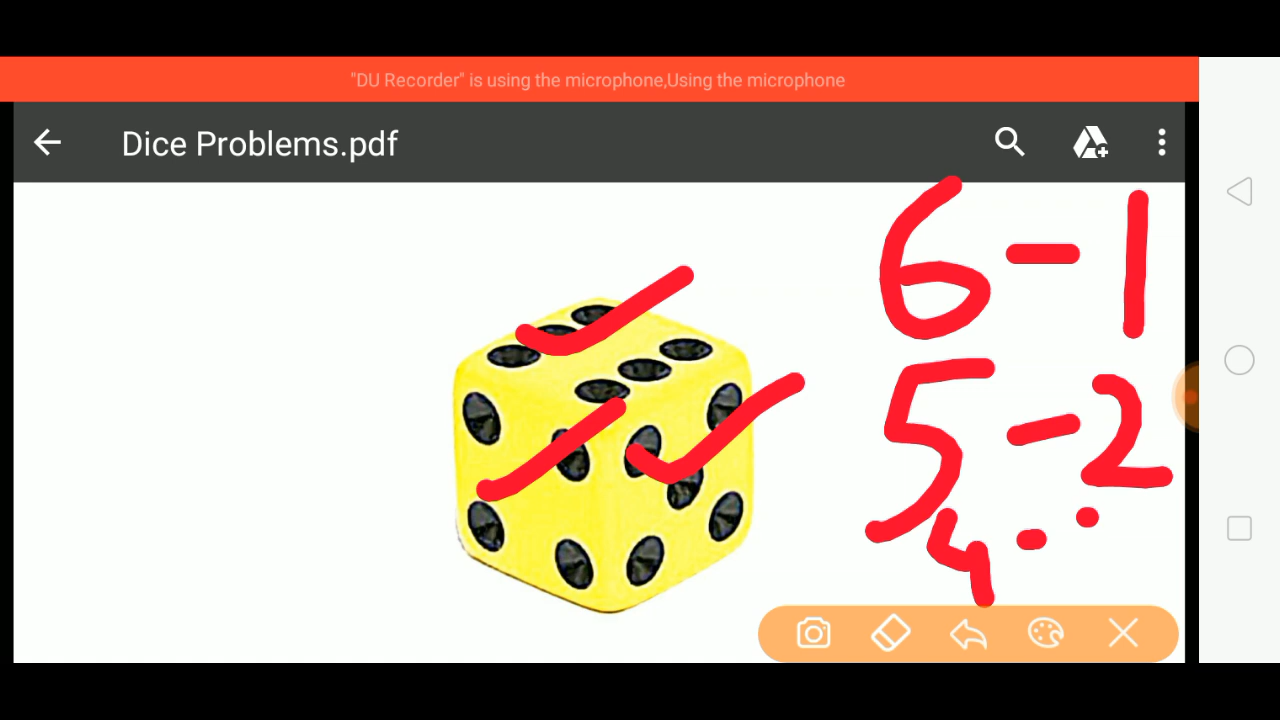 "DU Recorder" is using the microphone,Using the microphone
Dice Problems.pdf
6-1
5-2
4